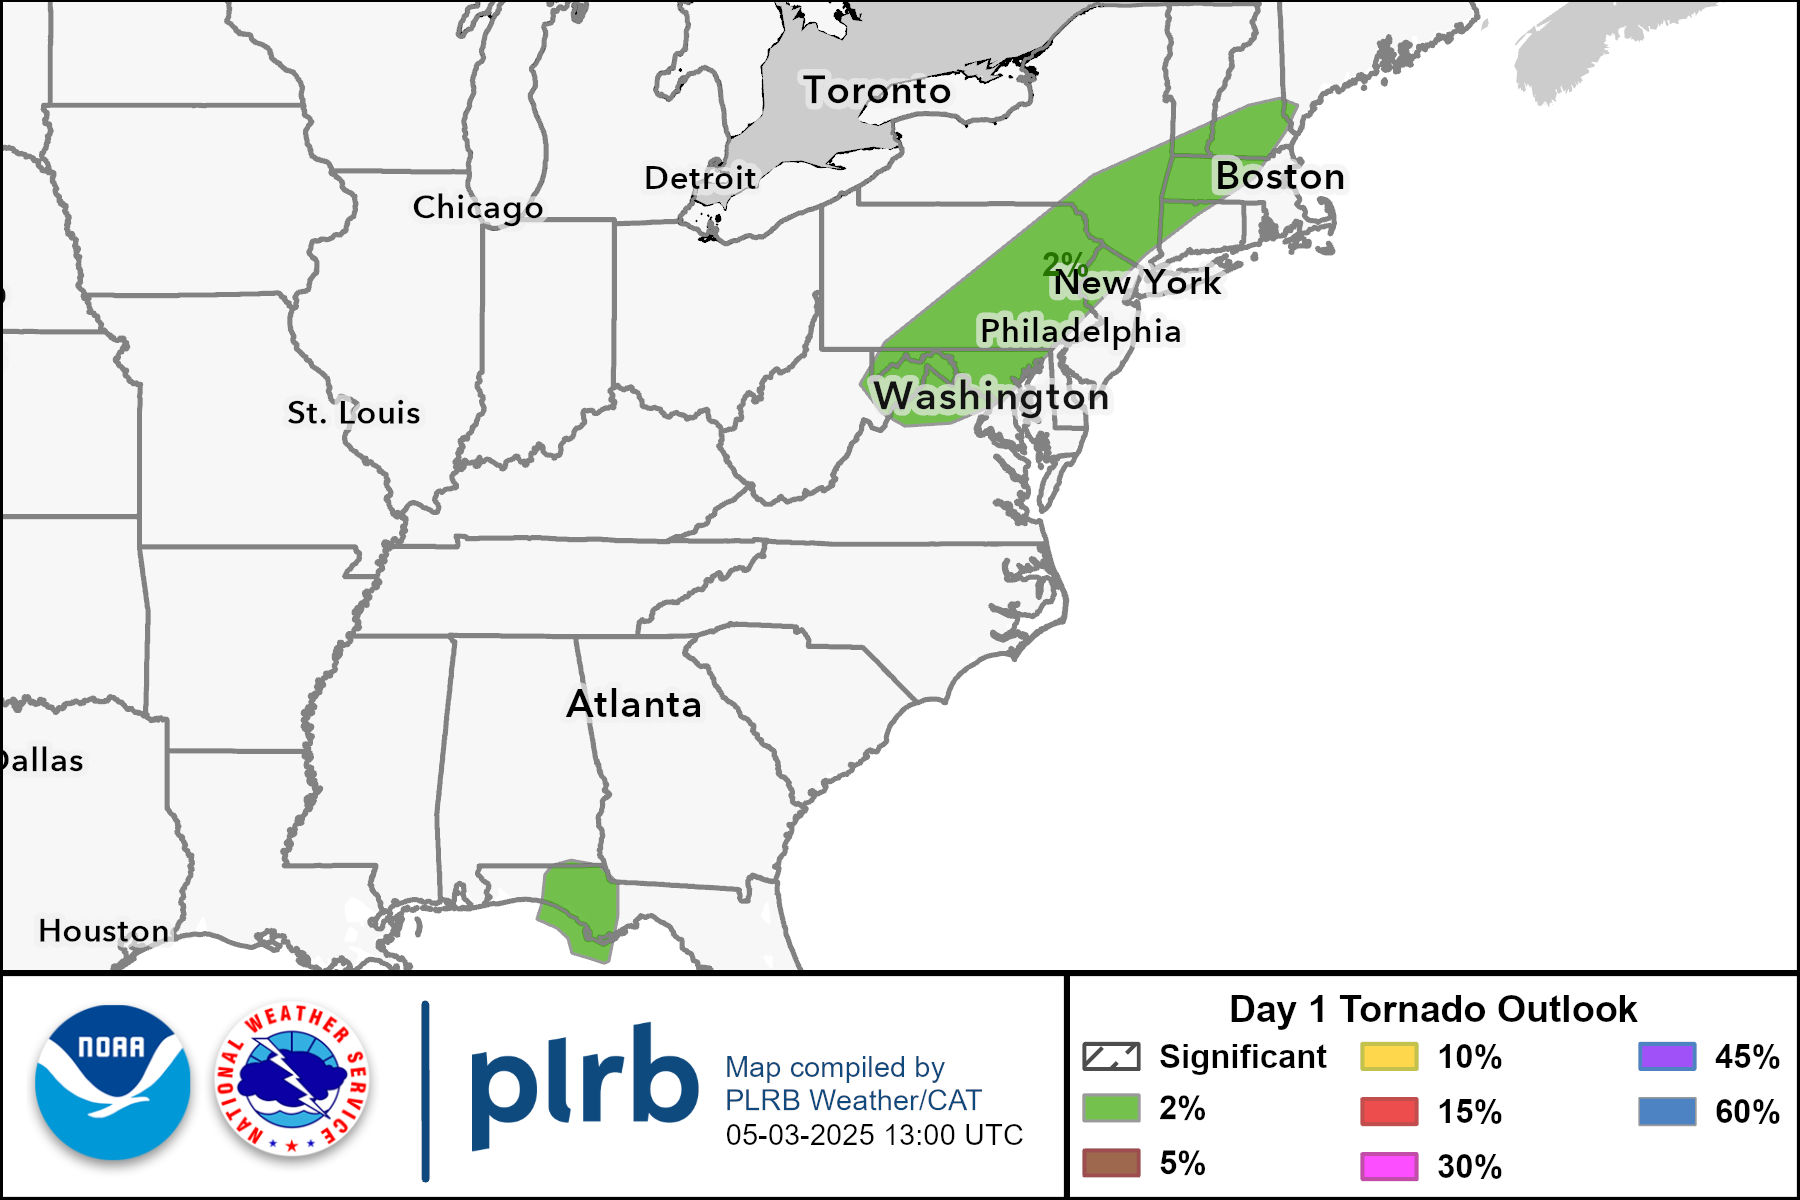 Toronto
Detroit
Chicago
Boston
2%
New York
Philadelphia
Washington
St. Louis
Atlanta
Dallas
Houston
NOAA
NATIONAL WEATHER SERVICE
plrb
Map compiled by
PLRB Weather/CAT
05-03-2025 13:00 UTC
Day 1 Tornado Outlook
Significant
2%
5%
10%
15%
30%
45%
60%